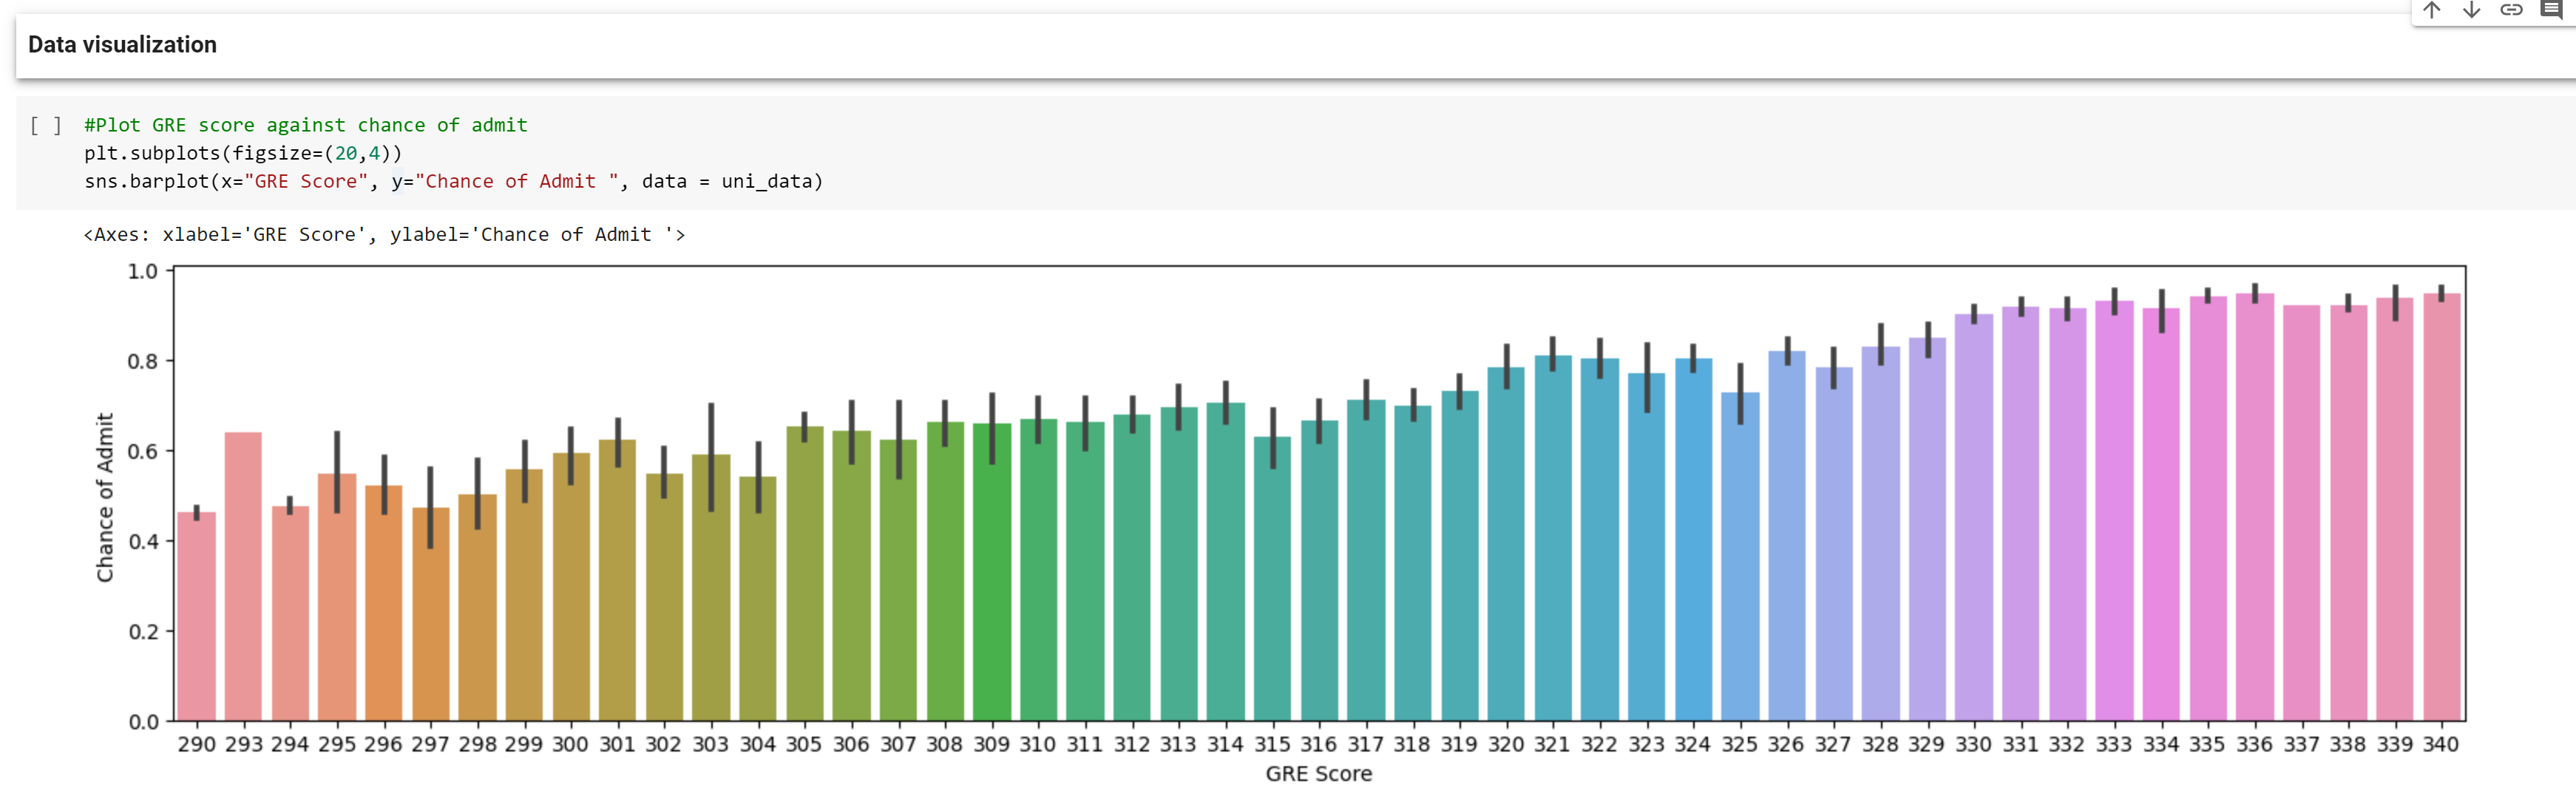 Data visualization
[ ] #Plot GRE score against chance of admit
plt.subplots(figsize=(20,4))
sns.barplot(x="GRE Score", y="Chance of Admit ", data = uni_data)
<Axes: xlabel='GRE Score', ylabel='Chance of Admit '>
1.0
0.8
0.6
0.4
0.2
0.0
Chance of Admit
290 293 294 295 296 297 298 299 300 301 302 303 304 305 306 307 308 309 310 311 312 313 314 315 316 317 318 319 320 321 322 323 324 325 326 327 328 329 330 331 332 333 334 335 336 337 338 339 340
GRE Score